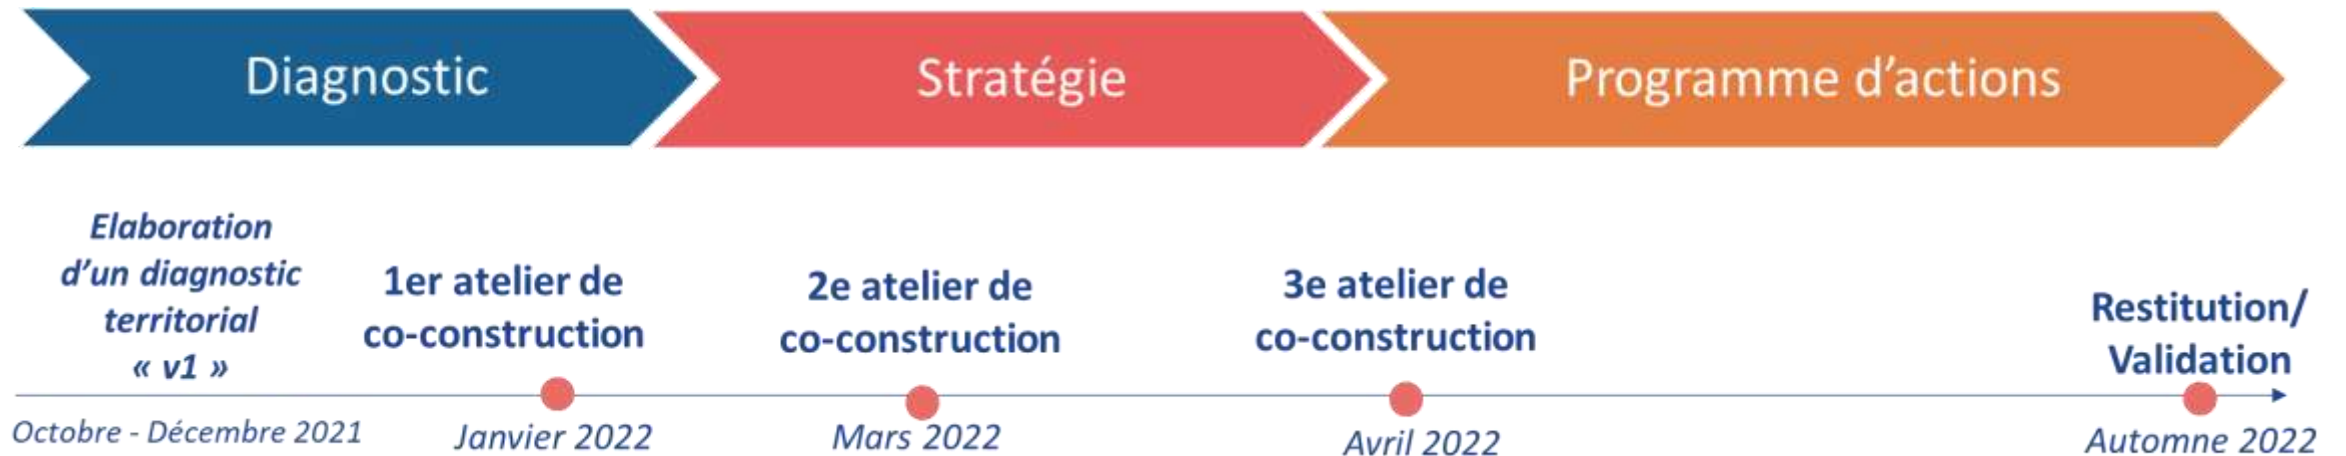 Diagnostic
Stratégie
Programme d’actions
Elaboration
d’un diagnostic
territorial
« v1 »
1er atelier de
co-construction
2e atelier de
co-construction
3e atelier de
co-construction
Restitution/
Validation
Octobre - Décembre 2021
Janvier 2022
Mars 2022
Avril 2022
Automne 2022